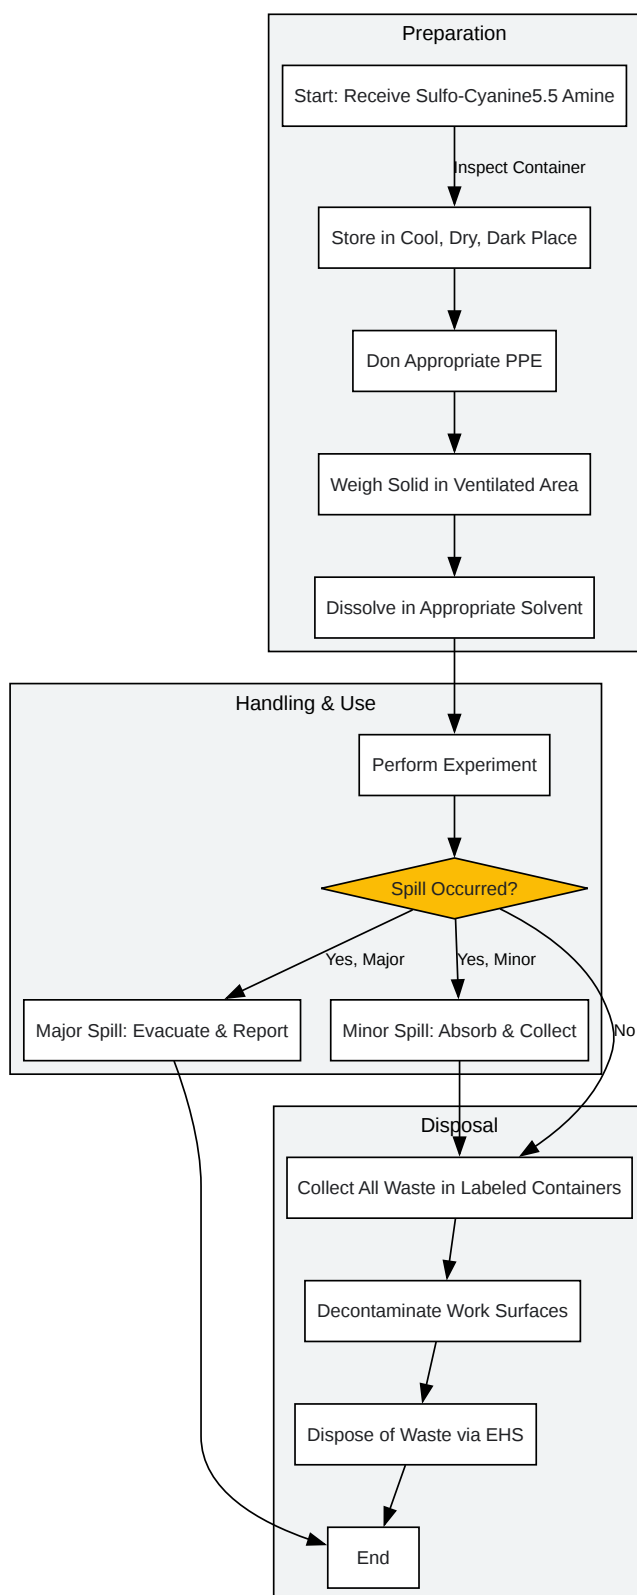 Preparation
Start: Receive Sulfo-Cyanine5.5 Amine
Inspect Container
Store in Cool, Dry, Dark Place
Don Appropriate PPE
Weigh Solid in Ventilated Area
Dissolve in Appropriate Solvent
Handling & Use
Perform Experiment
Spill Occurred?
Yes, Major
Yes, Minor
Major Spill: Evacuate & Report
Minor Spill: Absorb & Collect
No
Disposal
Collect All Waste in Labeled Containers
Decontaminate Work Surfaces
Dispose of Waste via EHS
End